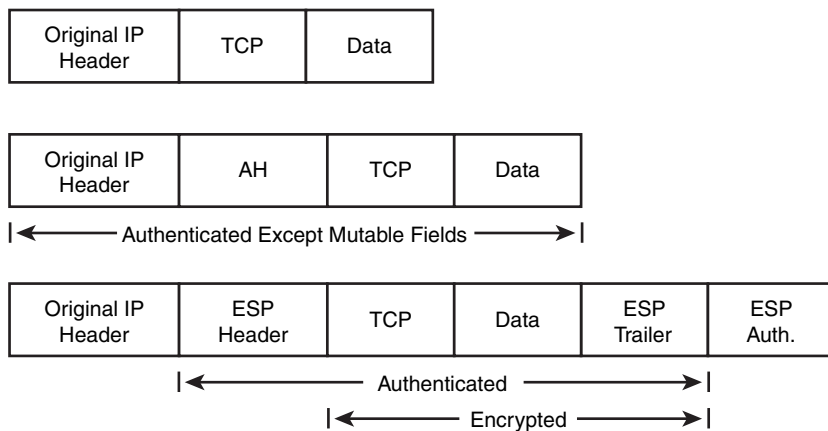 Original IP
Header
TCP
Data
Original IP
Header
AH
TCP
Data
Authenticated Except Mutable Fields
Original IP
Header
ESP
Header
TCP
Data
ESP
Trailer
ESP
Auth.
Authenticated
Encrypted